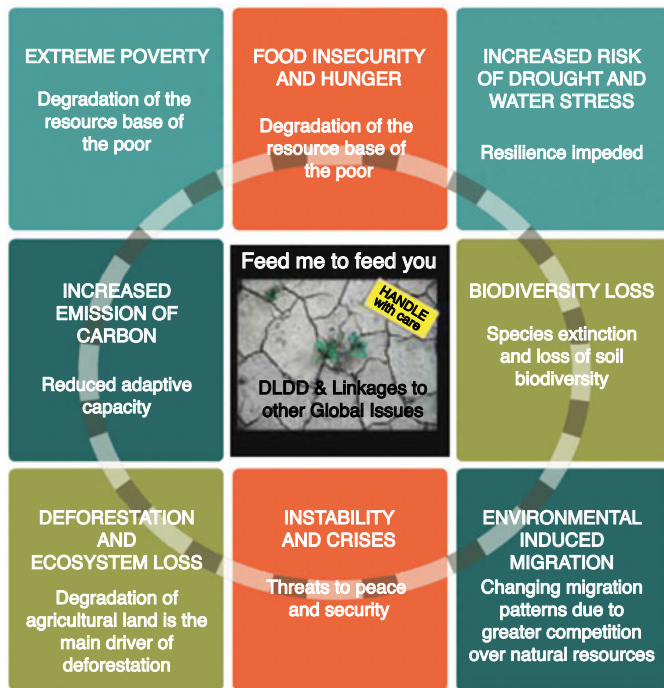 EXTREME POVERTY
Degradation of the
resource base of
the poor
FOOD INSECURITY
AND HUNGER
Degradation of the
resource base of
the poor
INCREASED RISK
OF DROUGHT AND
WATER STRESS
Resilience impeded
INCREASED
EMISSION OF
CARBON
Reduced adaptive
capacity
Feed me to feed you
HANDLE
with care
DLDD & Linkages to
other Global Issues
BIODIVERSITY LOSS
Species extinction
and loss of soil
biodiversity
DEFORESTATION
AND
ECOSYSTEM LOSS
Degradation of
agricultural land is the
main driver of
deforestation
INSTABILITY
AND CRISES
Threats to peace
and security
ENVIRONMENTAL
INDUCED
MIGRATION
Changing migration
patterns due to
greater competition
over natural resources